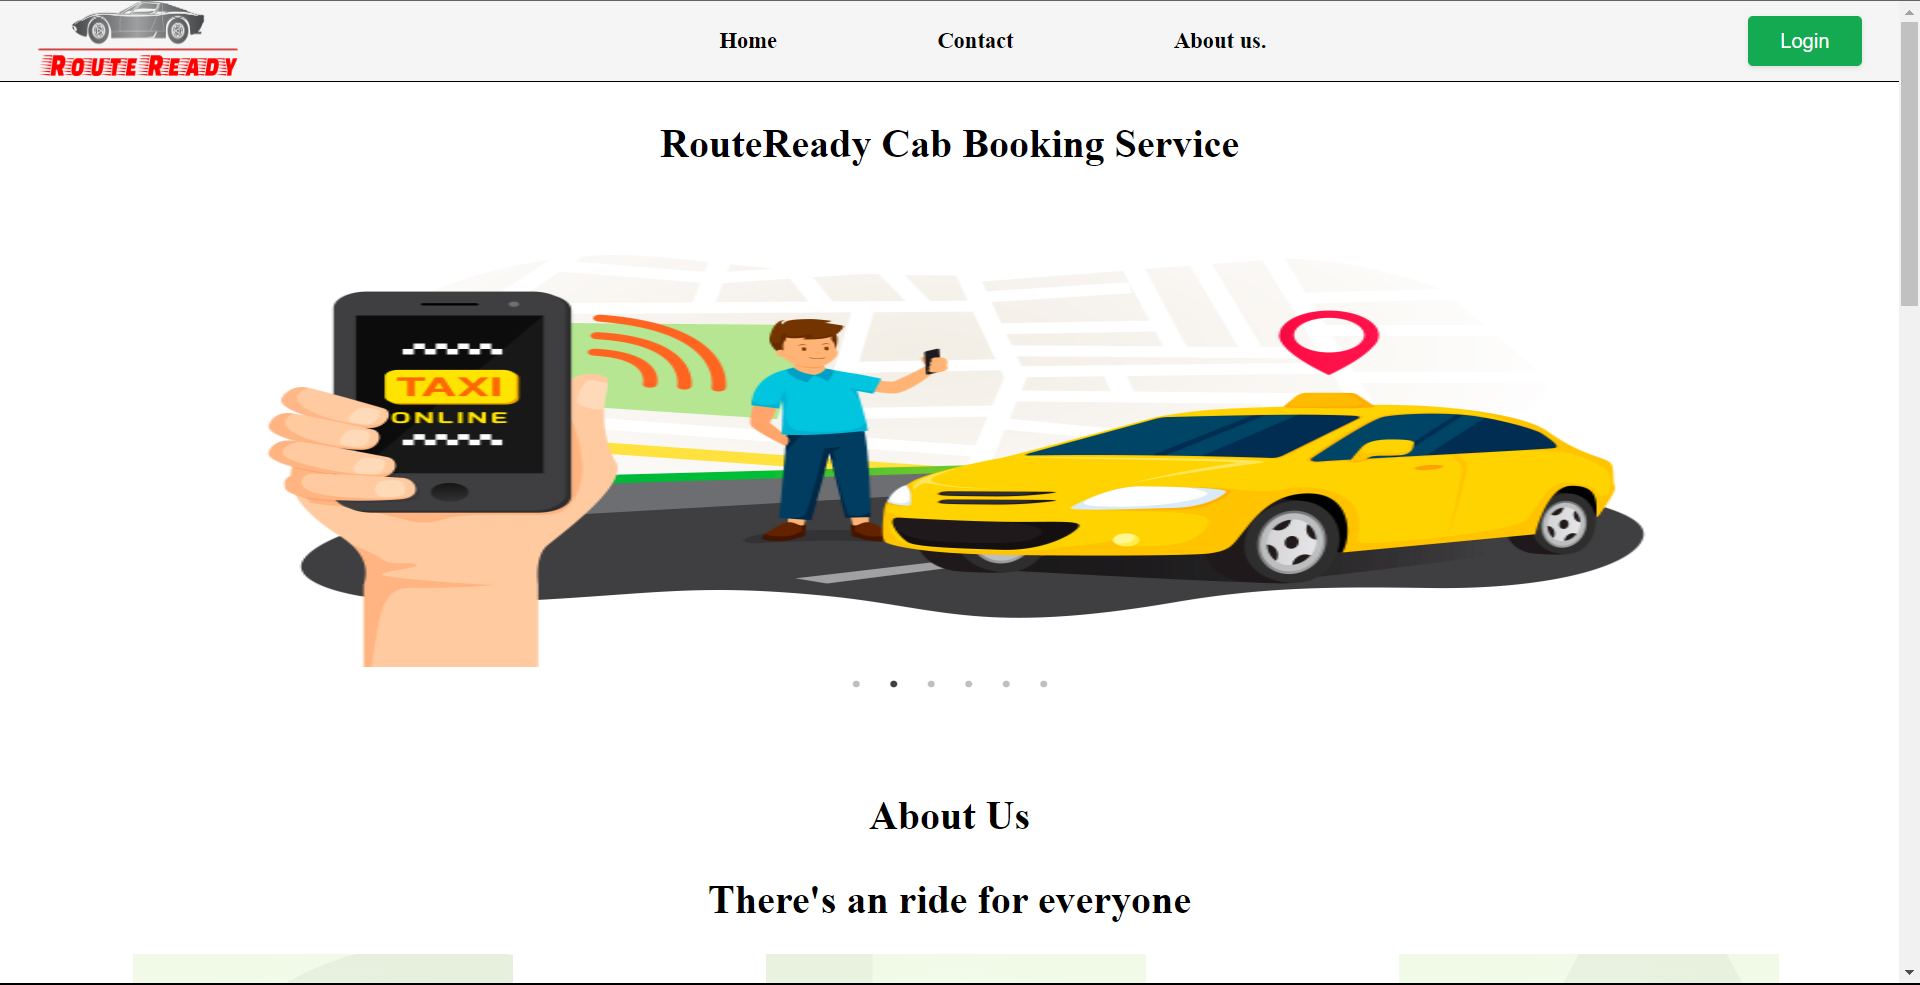 ROUTE READY
Home
Contact
About us.
Login
RouteReady Cab Booking Service
TAXI
ONLINE
About Us
There's an ride for everyone